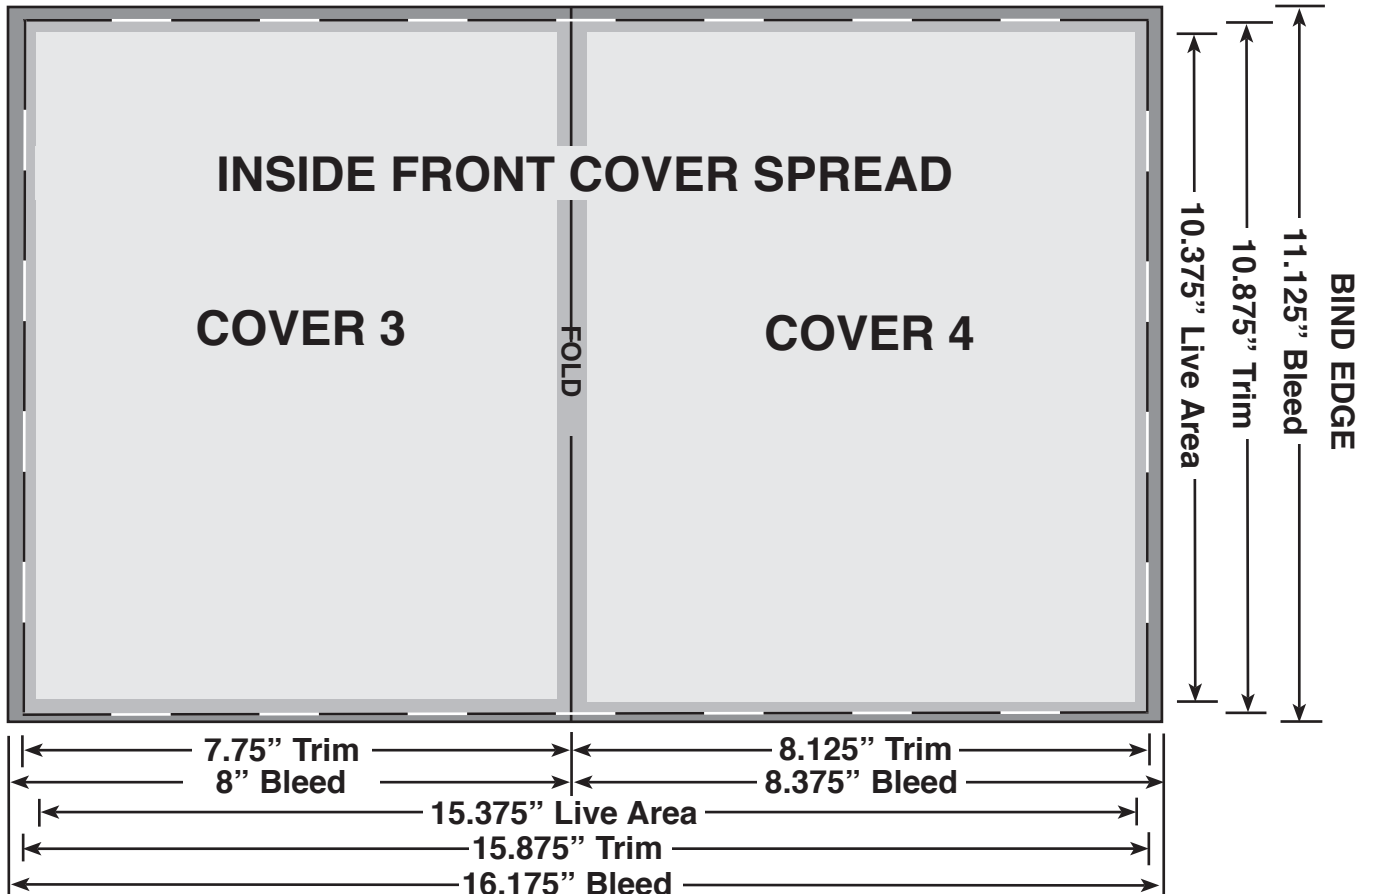 INSIDE FRONT COVER SPREAD
COVER 3
COVER 4
FOLD
10.375” Live Area
10.875” Trim
11.125” Bleed
BIND EDGE
7.75” Trim
8.125” Trim
8” Bleed
8.375” Bleed
15.375” Live Area
15.875” Trim
16.175” Bleed